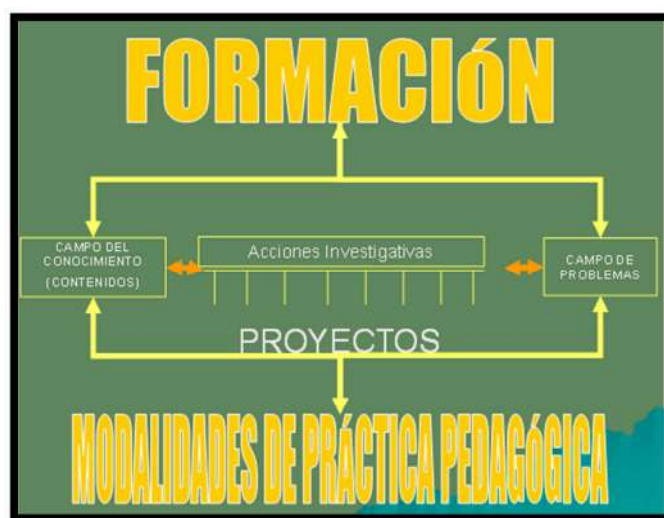 FORMACIóN
CAMPO DEL
CONOCIMIENTO
(CONTENIDOS)
Acciones Investigativas
CAMPO DE
PROBLEMAS
PROYECTOS
MODALIDADES DE PRÁCTICA PEDAGóGICA